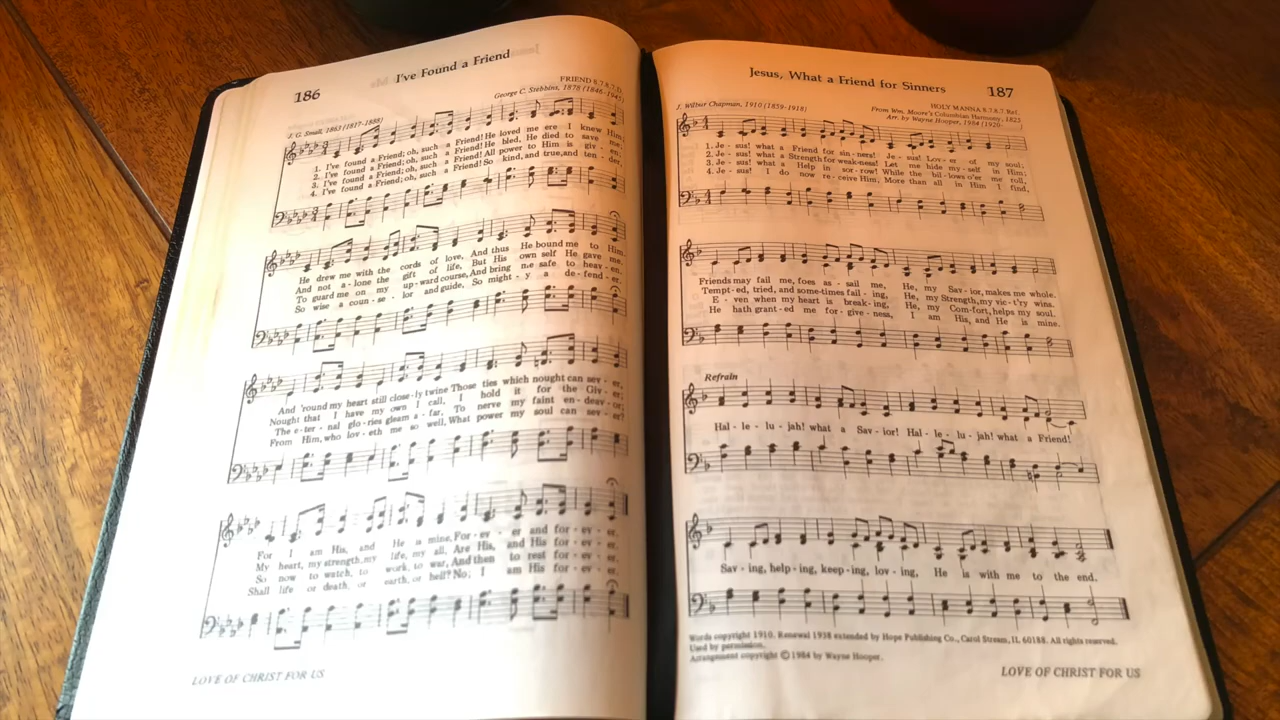 186
I've Found a Friend
FRIEND 8.7.8.7.D.
J. G. Small, 1863 (1817-1888)
George C. Stebbins, 1878 (1846-1945)
1. I've found a Friend; oh, such a Friend! He loved me ere I knew Him;
2. I've found a Friend; oh, such a Friend! He bled, He died to save me;
3. I've found a Friend; oh, such a Friend! All power to Him is giv - en;
4. I've found a Friend; oh, such a Friend! So kind, and true, and ten - der,
He drew me with the cords of love, And thus He bound me to Him.
And not a - lone the gift of life, But His own self He gave me.
To guard me on my up - ward course, And bring me safe to heav - en.
So wise a coun - se - lor and guide, So might - y a de - fend - er.
And 'round my heart still close - ly twine Those ties which nought can sev - er,
Nought that I have my own I call, I hold it for the Giv - er;
The e - ter - nal glo - ries gleam a - far, To nerve my faint en - deav - or;
From Him, who lov - eth me so well, What power my soul can sev - er?
For I am His, and He is mine, For - ev - er and for - ev - er.
My heart, my strength, my life, my all, Are His, and His for - ev - er.
So now to watch, to work, to war, And then to rest for - ev - er.
Shall life or death, or earth, or hell? No; I am His for - ev - er.
LOVE OF CHRIST FOR US
Jesus, What a Friend for Sinners
187
J. Wilbur Chapman, 1910 (1859-1918)
HOLY MANNA 8.7.8.7 Ref.
From Wm. Moore's Columbian Harmony, 1825
Arr. by Wayne Hooper, 1984 (1920-
1. Je - sus! what a Friend for sin - ners! Je - sus! Lov - er of my soul;
2. Je - sus! what a Strength for weak - ness! Let me hide my - self in Him;
3. Je - sus! what a Help in sor - row! While the bil - lows o'er me roll,
4. Je - sus! I do now re - ceive Him, More than all in Him I find,
Friends may fail me, foes as - sail me, He, my Sav - ior, makes me whole.
Tempt - ed, tried, and some - times fail - ing, He, my Strength, my vic - t'ry wins.
E - ven when my heart is break - ing, He, my Com - fort, helps my soul.
He hath grant - ed me for - give - ness, I am His, and He is mine.
Refrain
Hal - le - lu - jah! what a Sav - ior! Hal - le - lu - jah! what a Friend!
Sav - ing, help - ing, keep - ing, lov - ing, He is with me to the end.
Words copyright 1910. Renewal 1938 extended by Hope Publishing Co., Carol Stream, IL 60188. All rights reserved.
Used by permission.
Arrangement copyright © 1984 by Wayne Hooper.
LOVE OF CHRIST FOR US